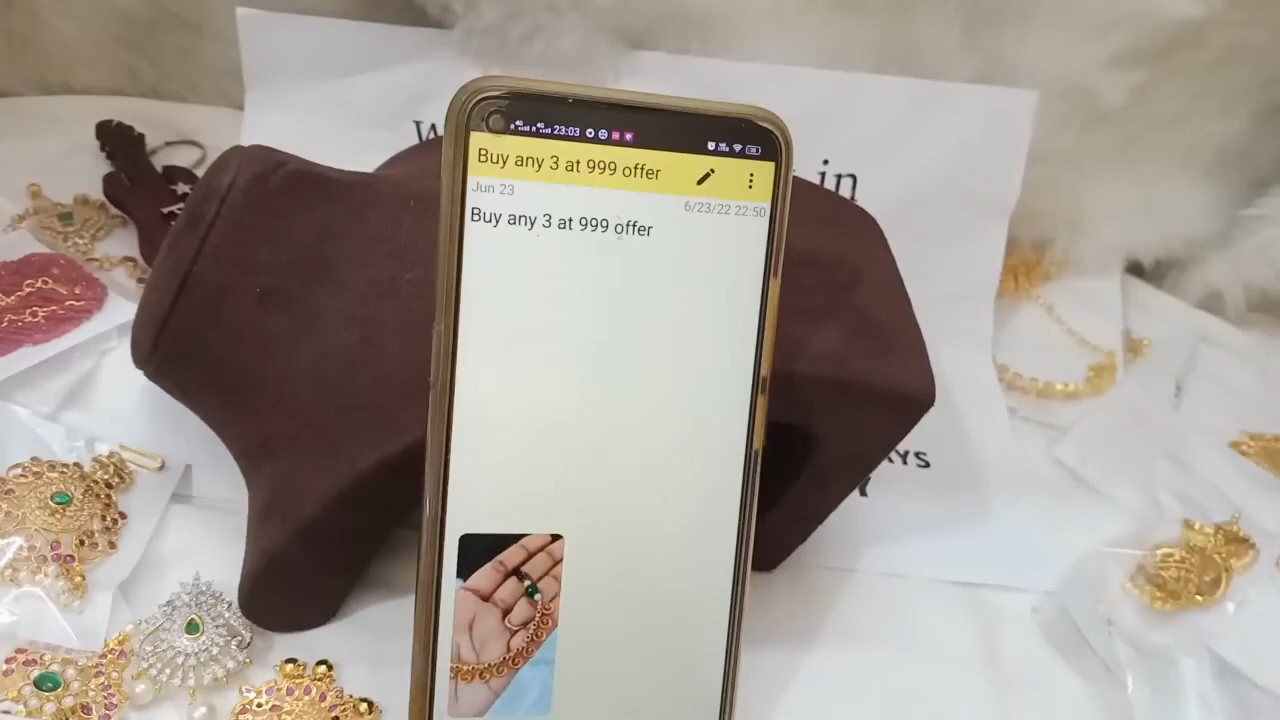 23:03
Buy any 3 at 999 offer
Jun 23
6/23/22 22:50
Buy any 3 at 999 offer
in